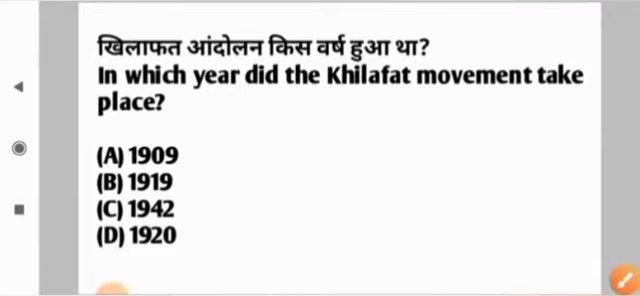 खिलाफत आंदोलन किस वर्ष हुआ था?
In which year did the Khilafat movement take
place?
(A) 1909
(B) 1919
(C) 1942
(D) 1920